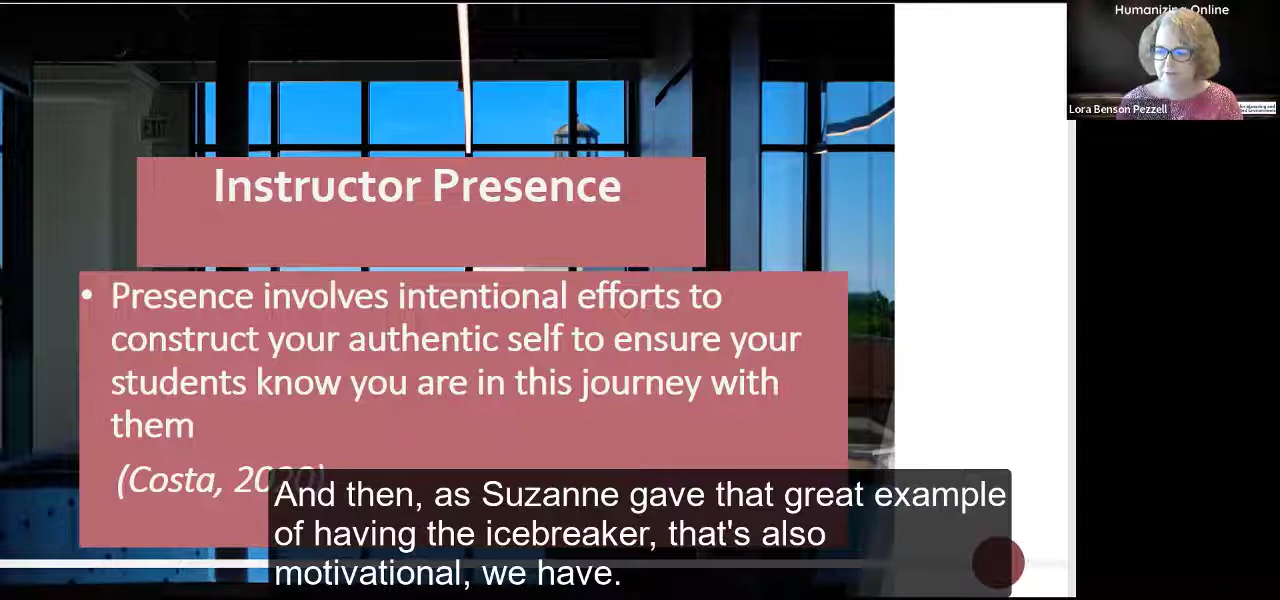 Humanizing Online
Lora Benson Pezzell
EXIT
Instructor Presence
• Presence involves intentional efforts to
construct your authentic self to ensure your
students know you are in this journey with
them
(Costa, 2020)
And then, as Suzanne gave that great example
of having the icebreaker, that's also
motivational, we have.